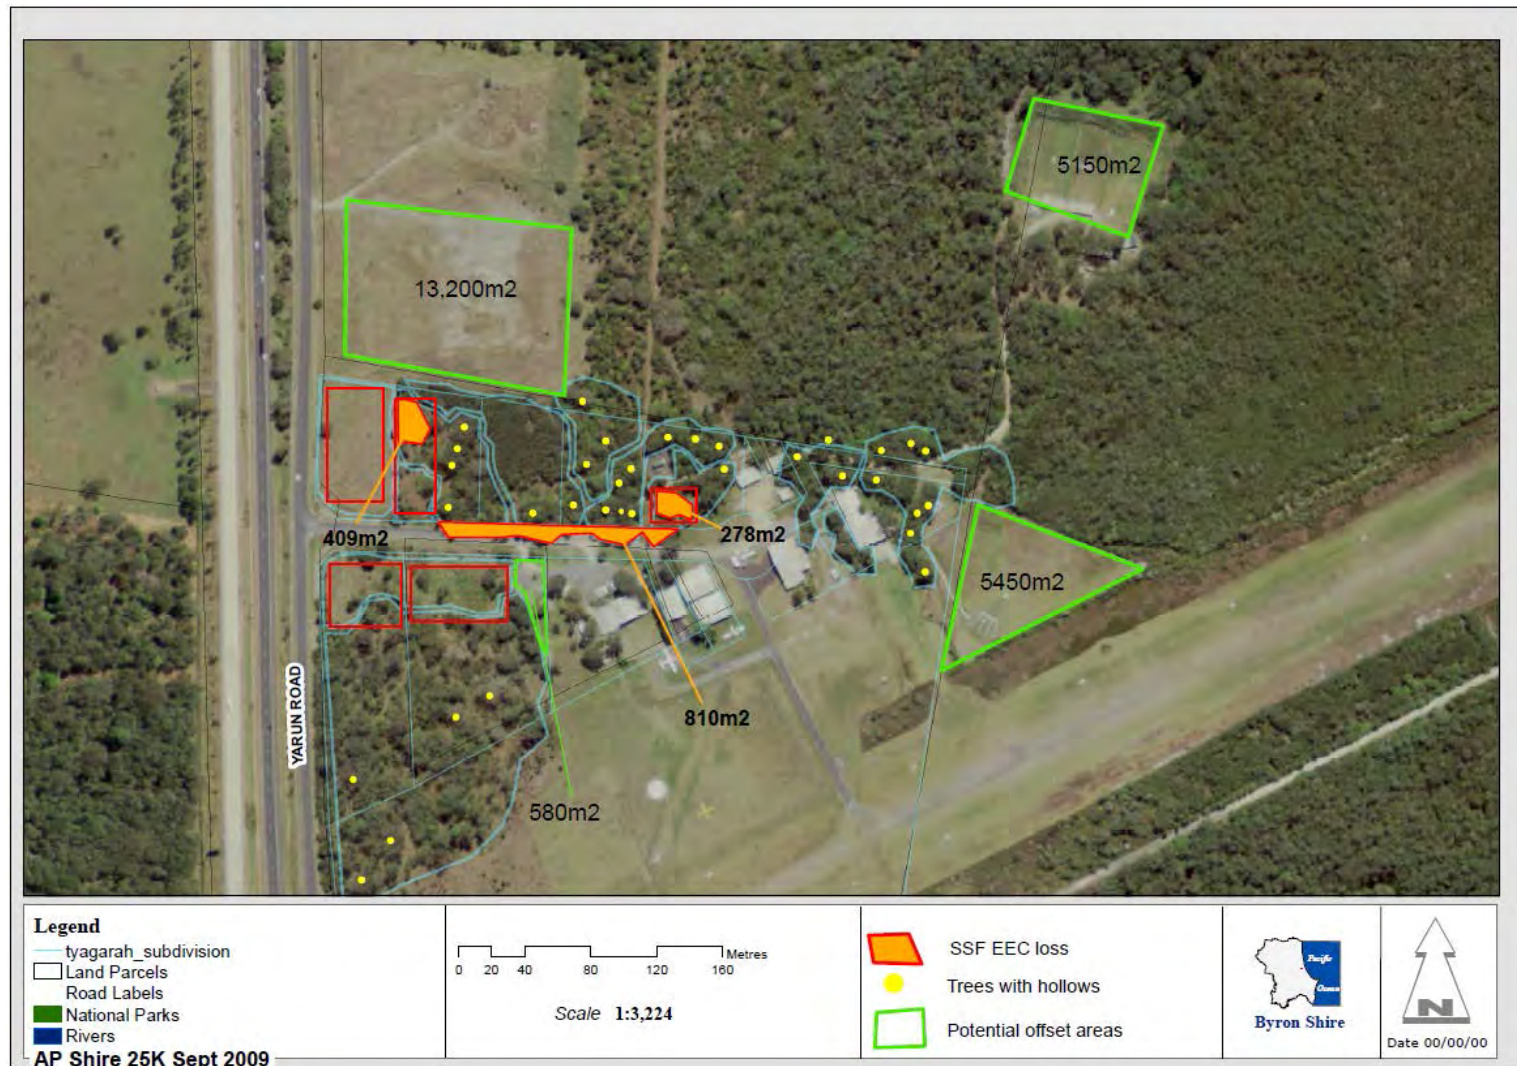 5150m2
13,200m2
409m2
278m2
5450m2
YARUN ROAD
810m2
580m2
Legend
tyagarah_subdivision
Land Parcels
Road Labels
National Parks
Rivers
AP Shire 25K Sept 2009
0 20 40 80 120 160 Metres
Scale 1:3,224
SSF EEC loss
Trees with hollows
Potential offset areas
Pacific
Ocean
Byron Shire
N
Date 00/00/00